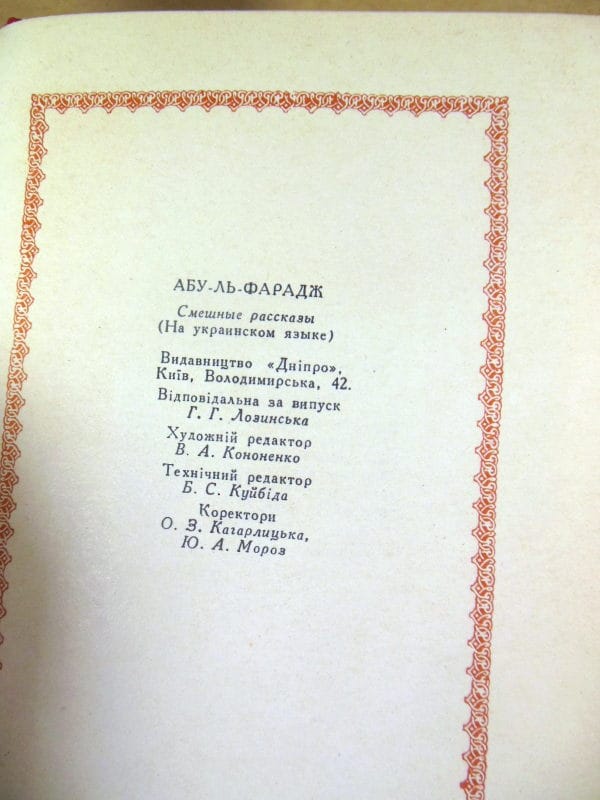 АБУ-ЛЬ-ФАРАДЖ
Смешные рассказы
(На украинском языке)
Видавництво «Дніпро»,
Київ, Володимирська, 42.
Відповідальна за випуск
Г. Г. Лозинська
Художній редактор
В. А. Кононенко
Технічний редактор
Б. С. Куйбіда
Коректори
О. З. Кагарлицька,
Ю. А. Мороз